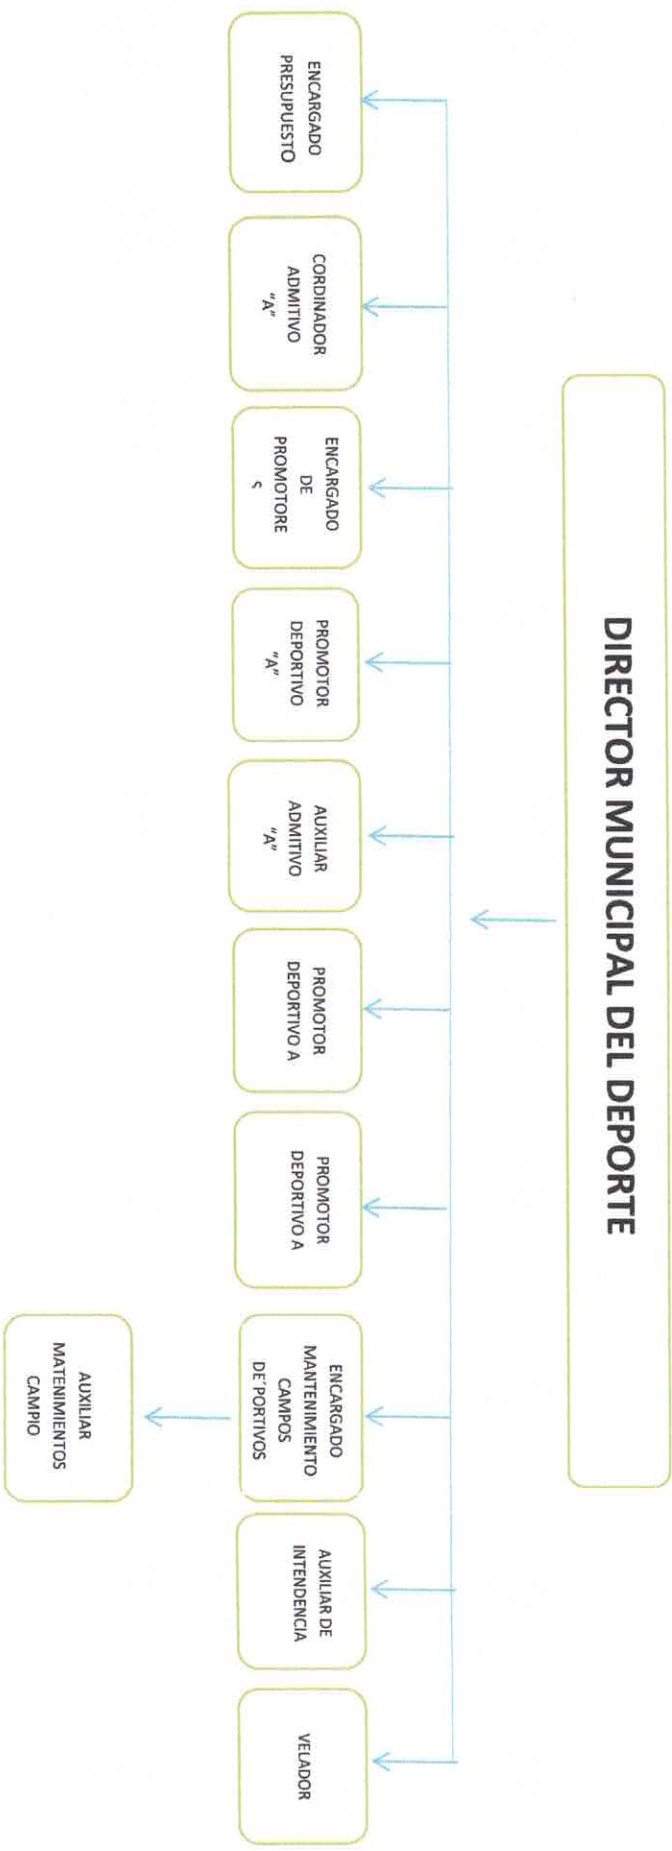 DIRECTOR MUNICIPAL DEL DEPORTE
ENCARGADO
PRESUPUESTO
CORDINADOR
ADMITIVO
"A"
ENCARGADO
DE
PROMOTORE
S
PROMOTOR
DEPORTIVO
"A"
AUXILIAR
ADMITIVO
"A"
PROMOTOR
DEPORTIVO A
PROMOTOR
DEPORTIVO A
ENCARGADO
MANTENIMIENTO
CAMPOS
DE´PORTIVOS
AUXILIAR DE
INTENDENCIA
VELADOR
AUXILIAR
MATENIMIENTOS
CAMPIO